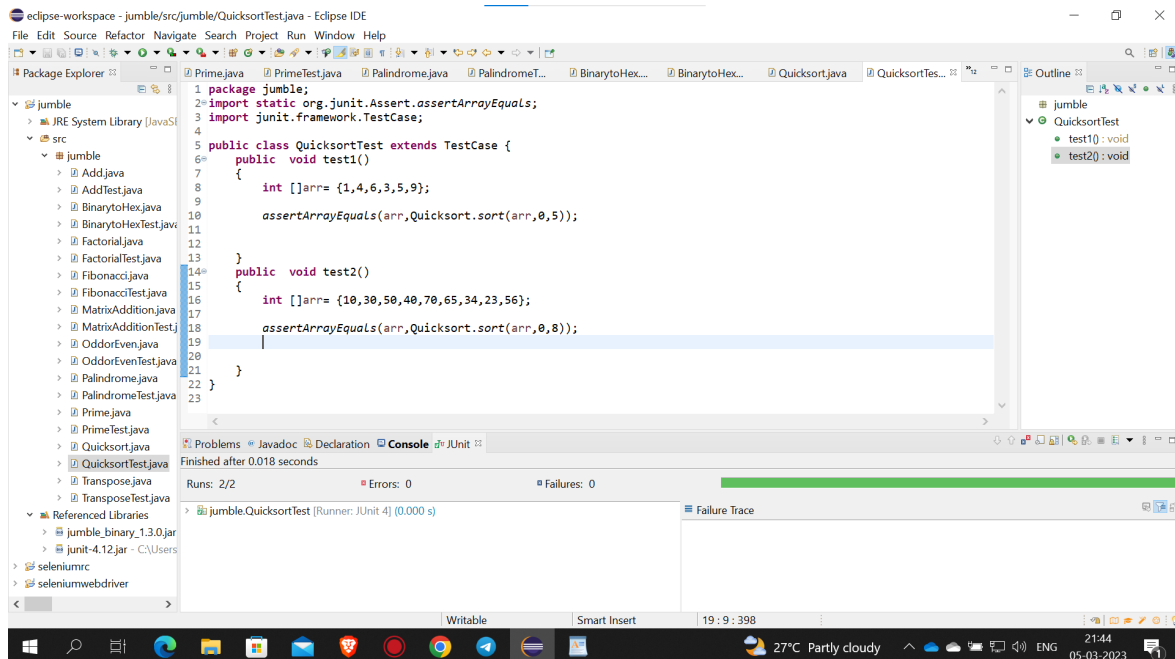 eclipse-workspace - jumble/src/jumble/QuicksortTest.java - Eclipse IDE
File Edit Source Refactor Navigate Search Project Run Window Help
Package Explorer
Prime.java PrimeTest.java Palindrome.java PalindromeT... BinarytoHex.... BinarytoHex... Quicksort.java QuicksortTes... »12
Outline
jumble
JRE System Library [JavaSE
src
jumble
Add.java
AddTest.java
BinarytoHex.java
BinarytoHexTest.java
Factorial.java
FactorialTest.java
Fibonacci.java
FibonacciTest.java
MatrixAddition.java
MatrixAdditionTest.j
OddorEven.java
OddorEvenTest.java
Palindrome.java
PalindromeTest.java
Prime.java
PrimeTest.java
Quicksort.java
QuicksortTest.java
Transpose.java
TransposeTest.java
Referenced Libraries
jumble_binary_1.3.0.jar
junit-4.12.jar - C:\Users
seleniumrc
seleniumwebdriver
1 package jumble;
2 import static org.junit.Assert.assertArrayEquals;
3 import junit.framework.TestCase;
4
5 public class QuicksortTest extends TestCase {
6 public void test1()
7 {
8 int []arr= {1,4,6,3,5,9};
9
10 assertArrayEquals(arr,Quicksort.sort(arr,0,5));
11
12
13 }
14 public void test2()
15 {
16 int []arr= {10,30,50,40,70,65,34,23,56};
17
18 assertArrayEquals(arr,Quicksort.sort(arr,0,8));
19
20
21 }
22 }
23
jumble
QuicksortTest
test1() : void
test2() : void
Problems Javadoc Declaration Console JUnit
Finished after 0.018 seconds
Runs: 2/2 Errors: 0 Failures: 0
jumble.QuicksortTest [Runner: JUnit 4] (0.000 s)
Failure Trace
Writable Smart Insert 19 : 9 : 398
27°C Partly cloudy ENG
21:44
05-03-2023
1